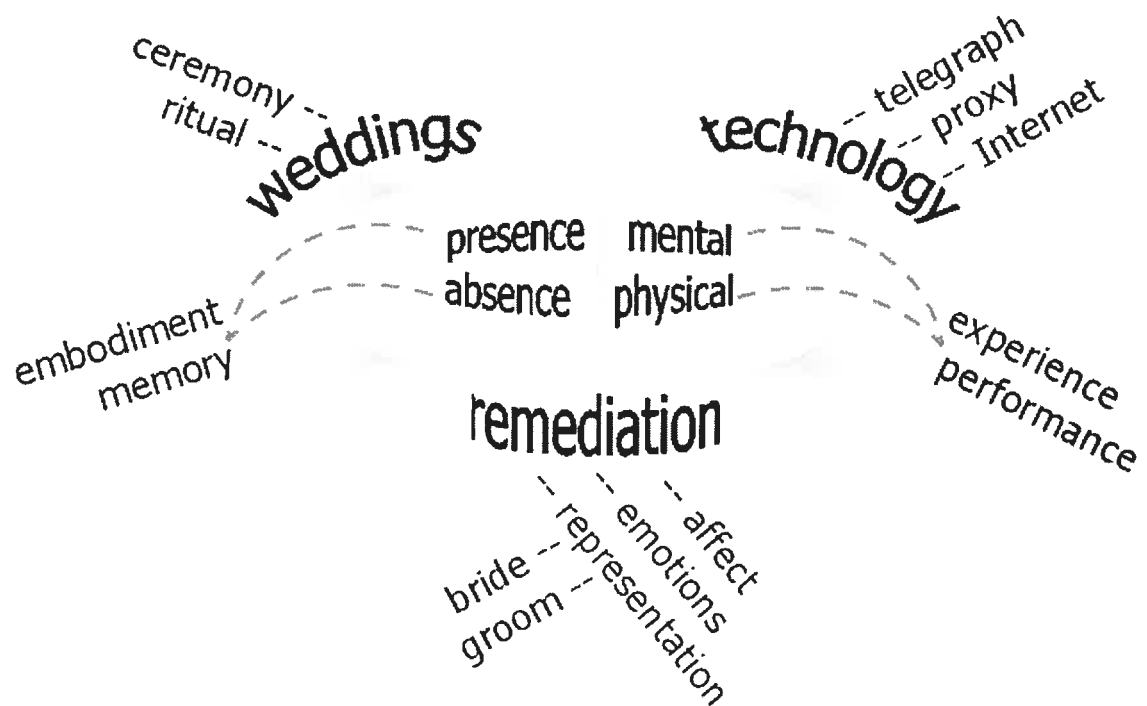 ceremony
ritual
weddings
telegraph
proxy
Internet
technology
presence mental
absence physical
embodiment
memory
experience
performance
remediation
affect
emotions
representation
bride
groom